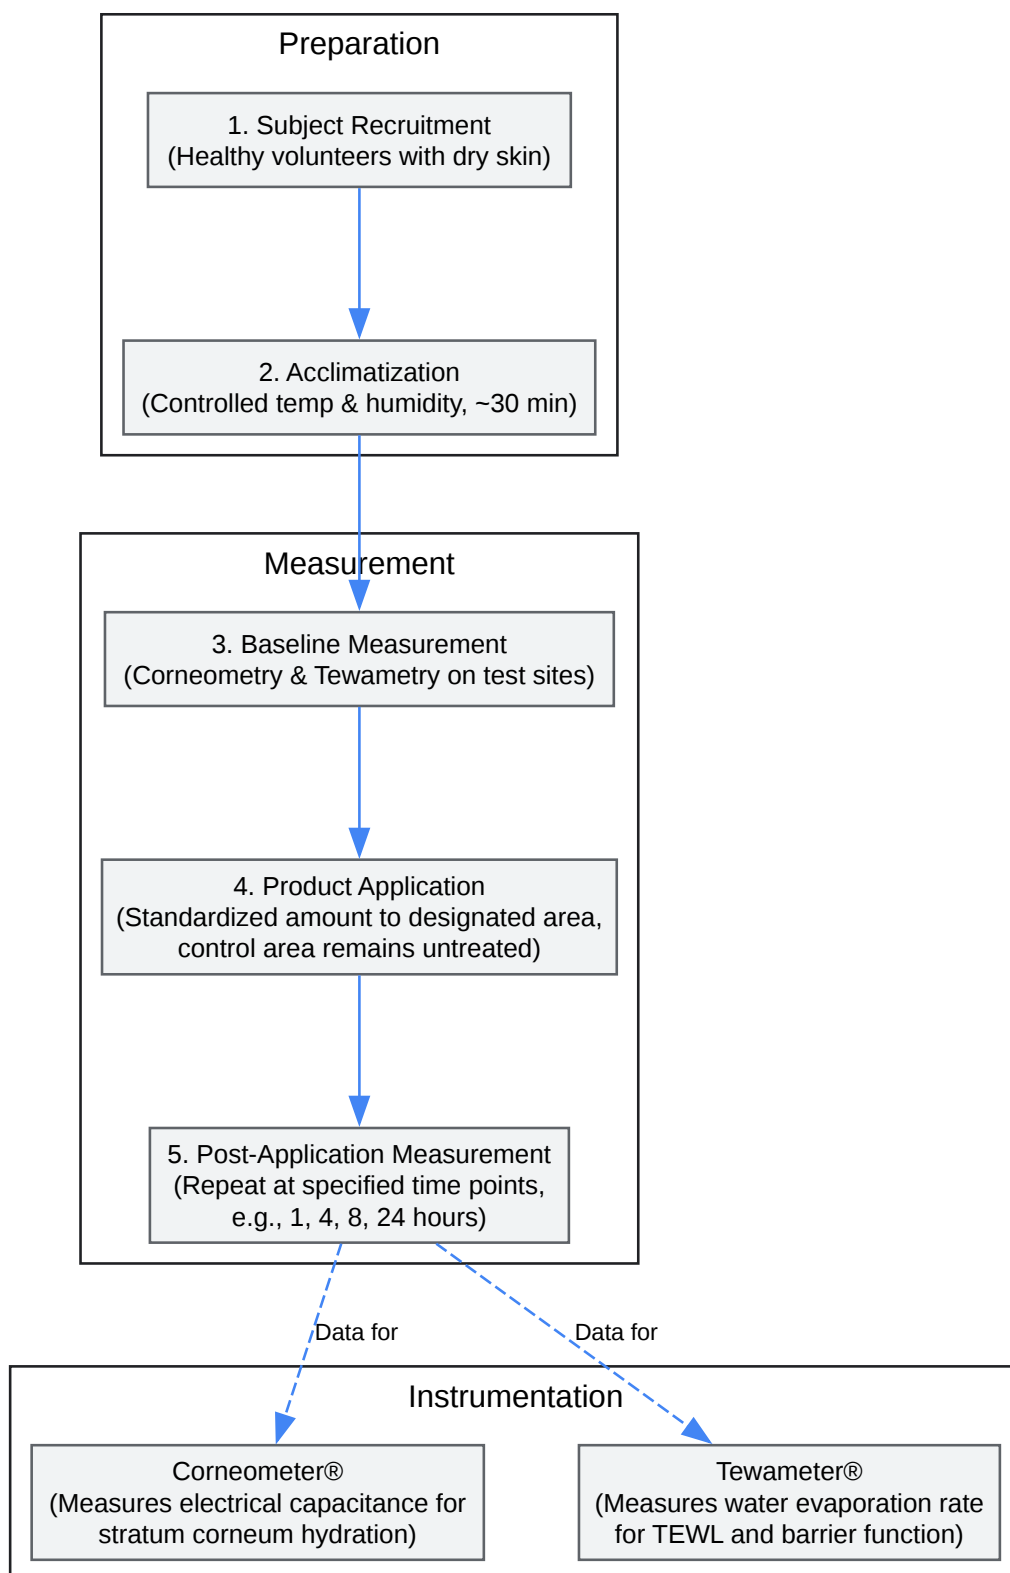 Preparation
1. Subject Recruitment
(Healthy volunteers with dry skin)
2. Acclimatization
(Controlled temp & humidity, ~30 min)
Measurement
3. Baseline Measurement
(Corneometry & Tewametry on test sites)
4. Product Application
(Standardized amount to designated area,
control area remains untreated)
5. Post-Application Measurement
(Repeat at specified time points,
e.g., 1, 4, 8, 24 hours)
Data for
Data for
Instrumentation
Corneometer®
(Measures electrical capacitance for
stratum corneum hydration)
Tewameter®
(Measures water evaporation rate
for TEWL and barrier function)